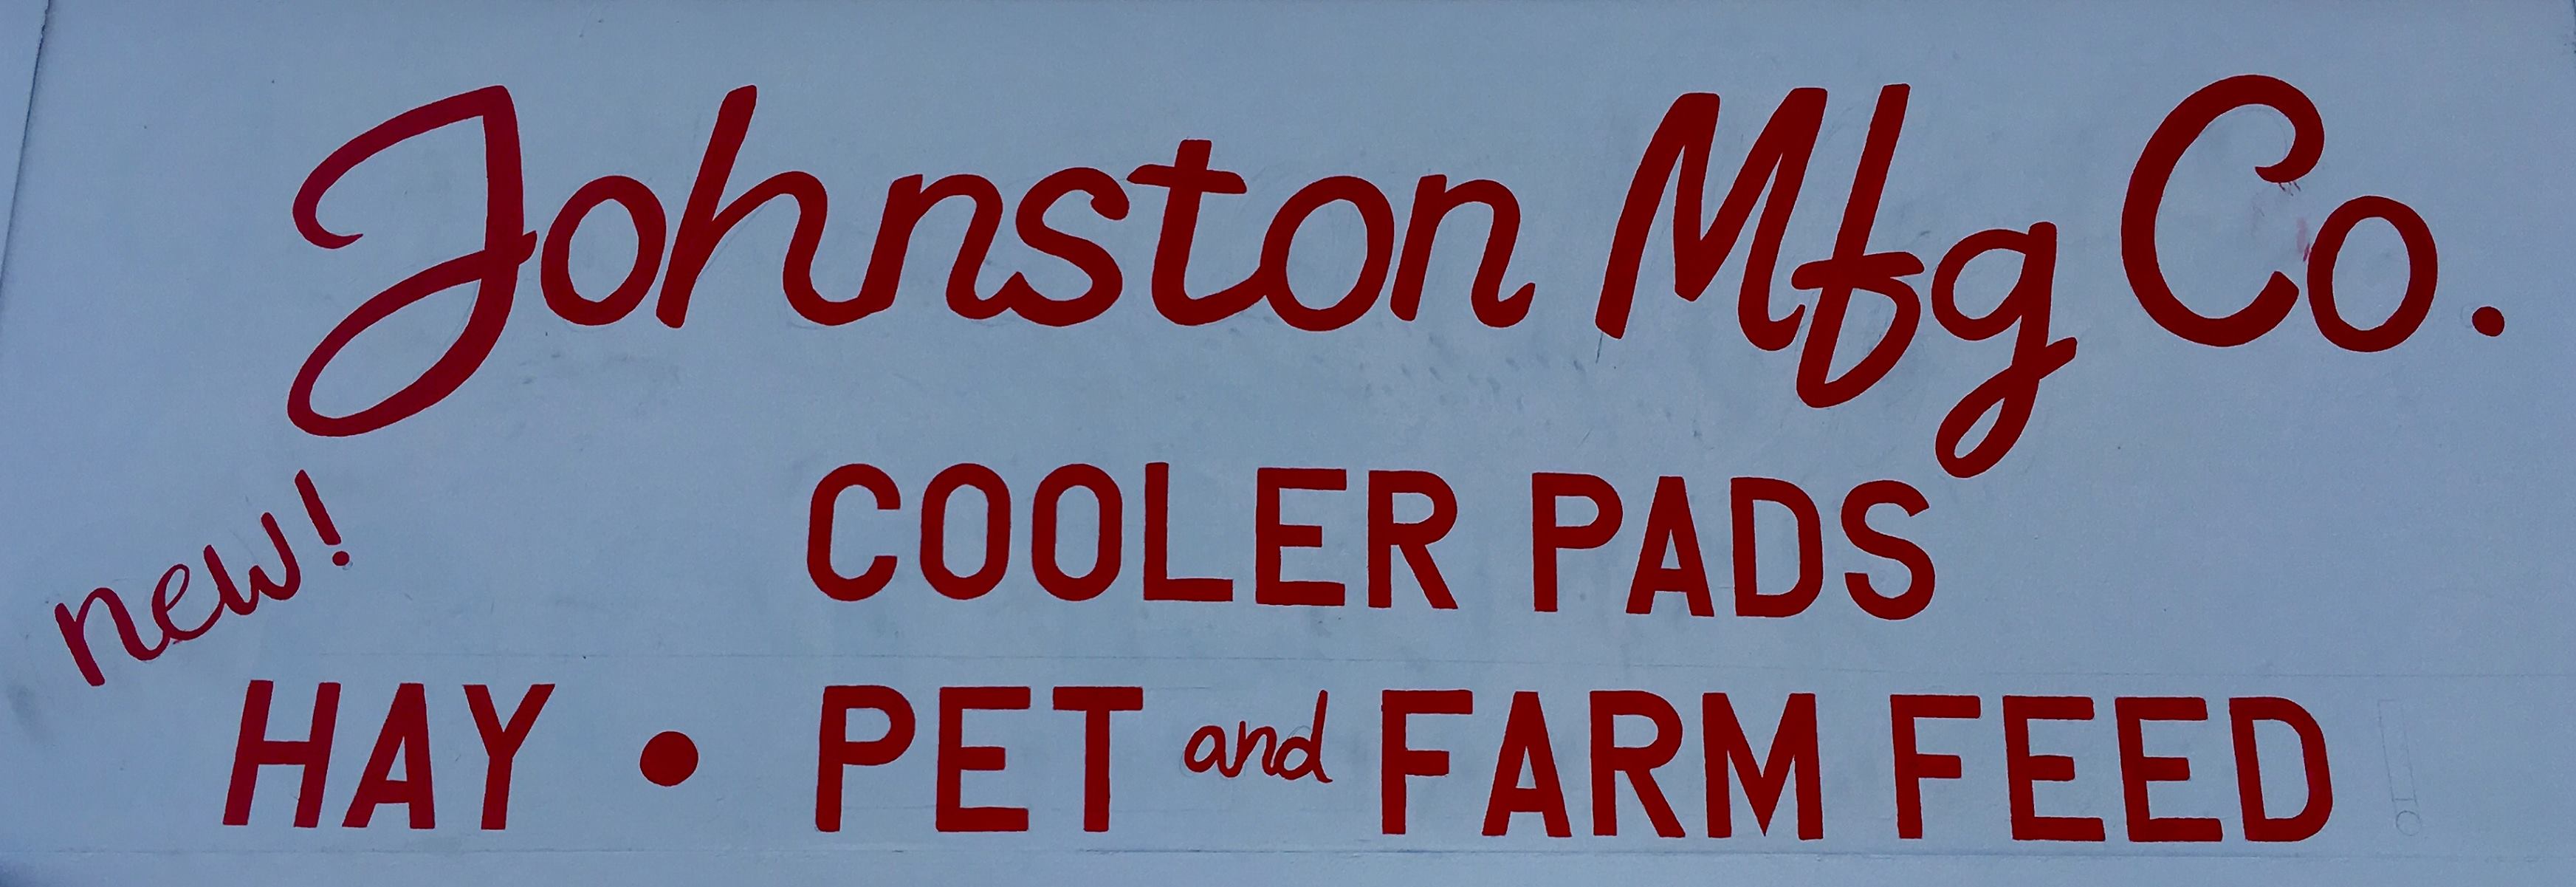 Johnston Mfg Co.
COOLER PADS
new!
HAY • PET and FARM FEED